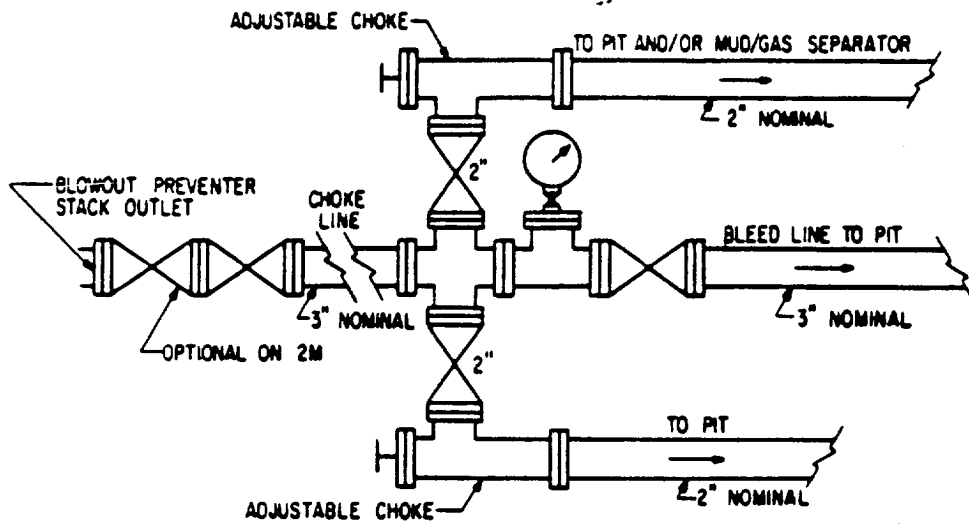 ADJUSTABLE CHOKE
TO PIT AND/OR MUD/GAS SEPARATOR
2" NOMINAL
2"
BLOWOUT PREVENTER
STACK OUTLET
CHOKE
LINE
BLEED LINE TO PIT
3" NOMINAL
3" NOMINAL
OPTIONAL ON 2M
2"
TO PIT
2" NOMINAL
ADJUSTABLE CHOKE